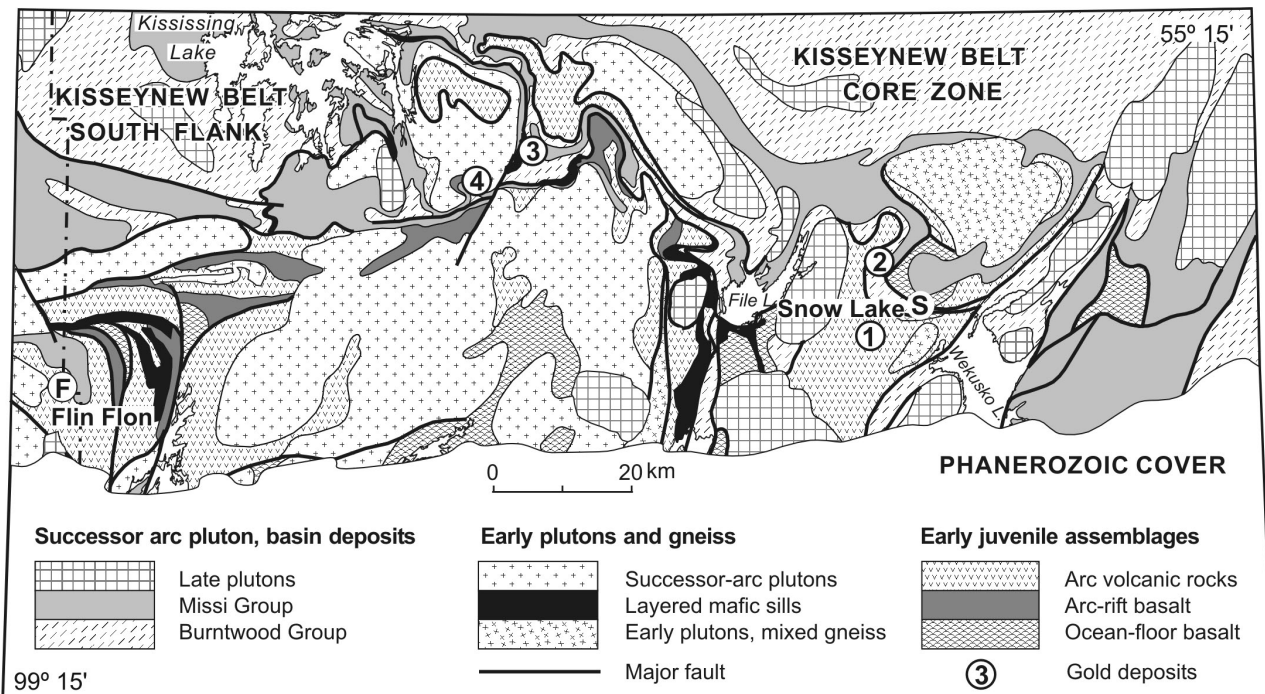 Kississing
Lake
55º 15'
KISSEYNEW BELT
CORE ZONE
KISSEYNEW BELT
SOUTH FLANK
3
4
2
File L.
Snow Lake S
1
Wekusko L.
F
Flin Flon
PHANEROZOIC COVER
0 20 km
Successor arc pluton, basin deposits
Late plutons
Missi Group
Burntwood Group
Early plutons and gneiss
Successor-arc plutons
Layered mafic sills
Early plutons, mixed gneiss
Major fault
Early juvenile assemblages
Arc volcanic rocks
Arc-rift basalt
Ocean-floor basalt
3 Gold deposits
99º 15'